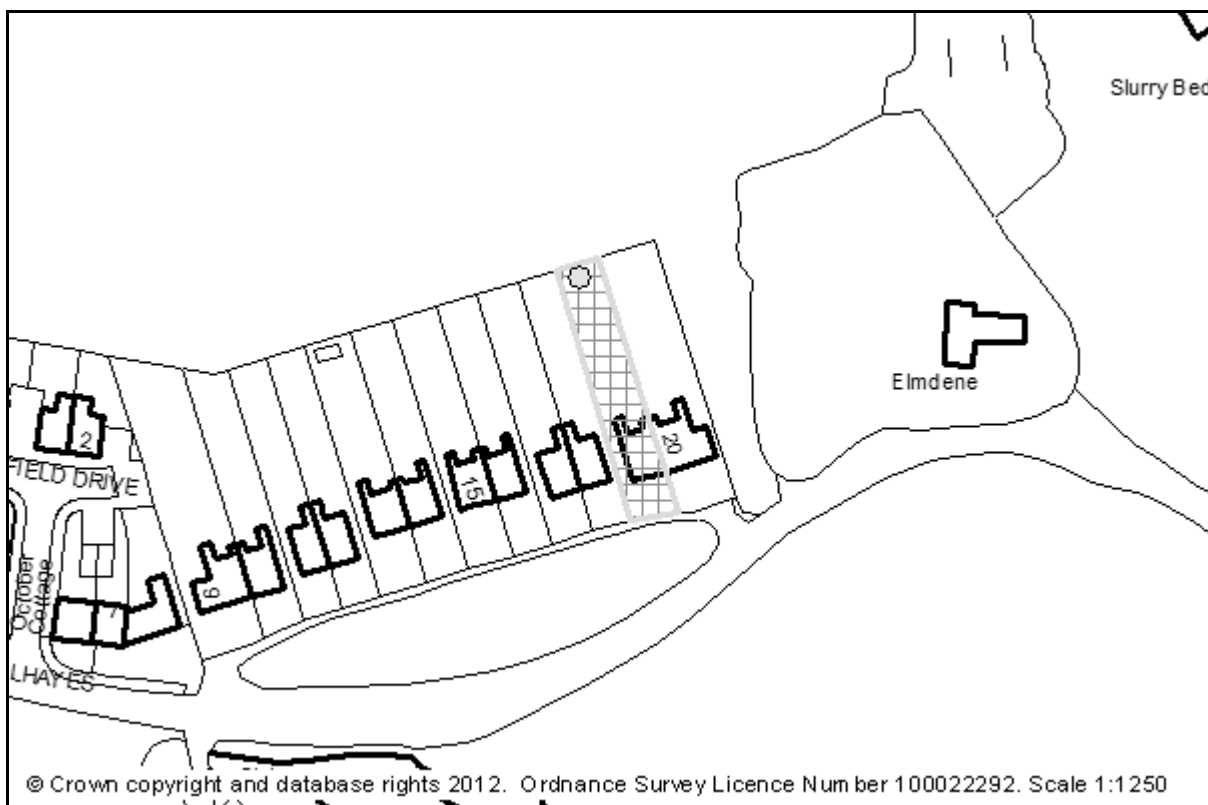 Slurry Bed
Elmdene
20
2
FIELD DRIVE
15
9
7
October
Cottage
LHAYES
© Crown copyright and database rights 2012. Ordnance Survey Licence Number 100022292. Scale 1:1250